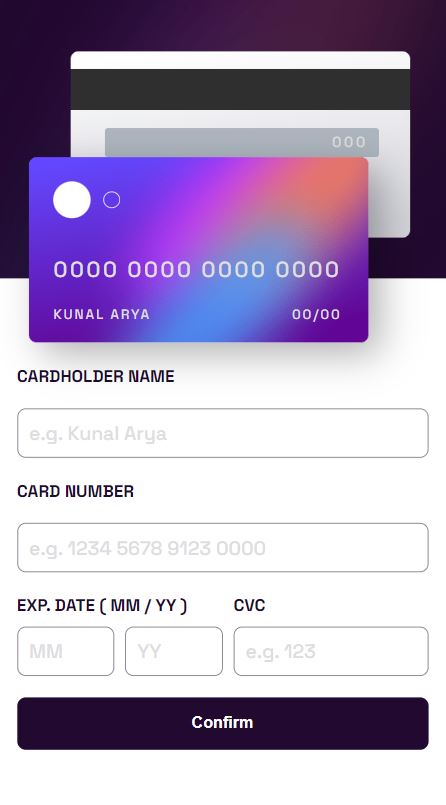 000
0000 0000 0000 0000
KUNAL ARYA 00/00
CARDHOLDER NAME
e.g. Kunal Arya
CARD NUMBER
e.g. 1234 5678 9123 0000
EXP. DATE ( MM / YY ) CVC
MM YY e.g. 123
Confirm